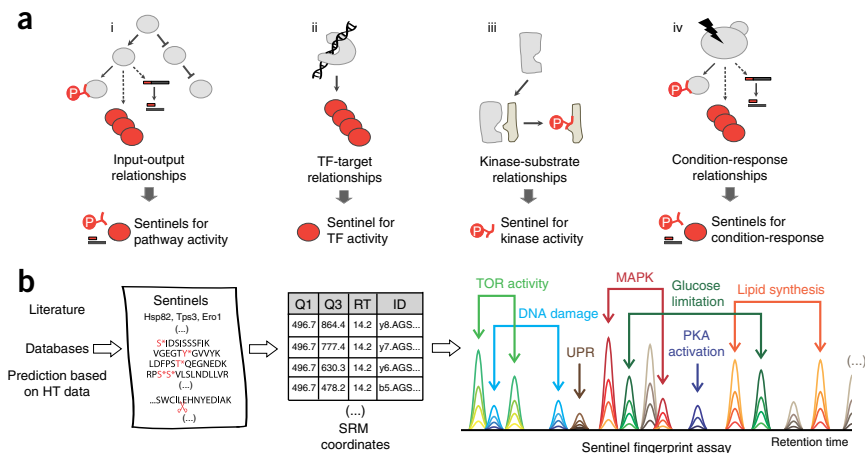 a
i
ii
iii
iv
P
P
P
Input-output
relationships
TF-target
relationships
Kinase-substrate
relationships
Condition-response
relationships
P
Sentinels for
pathway activity
Sentinel for
TF activity
P
Sentinel for
kinase activity
P
Sentinels for
condition-response
b
Literature
Databases
Prediction based
on HT data
Sentinels
Hsp82, Tps3, Ero1
(...)
S*IDSISSSFIK
VGEGTY*GVVYK
LDFPST*QEGNEDK
RPS*S*VLSLNDLLVR
(...)
...SWCILEHNYEDIAK
(...)
Q1 Q3 RT ID
496.7 864.4 14.2 y8.AGS...
496.7 777.4 14.2 y7.AGS...
496.7 630.3 14.2 y6.AGS...
496.7 478.2 14.2 b5.AGS...
(...)
SRM
coordinates
TOR activity
DNA damage
UPR
MAPK
Glucose
limitation
PKA
activation
Lipid synthesis
(...)
Sentinel fingerprint assay
Retention time